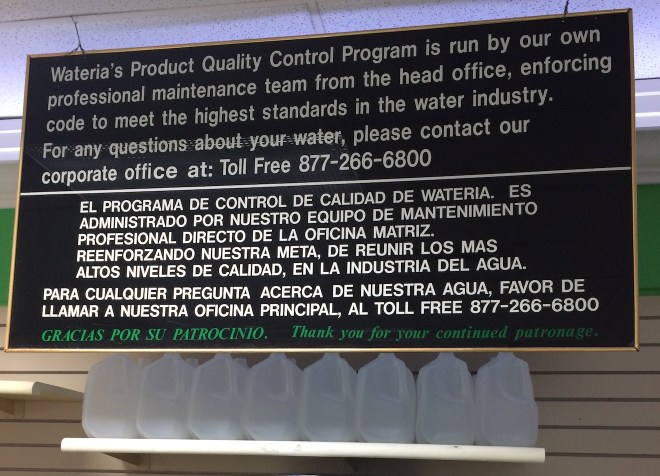 Wateria's Product Quality Control Program is run by our own
professional maintenance team from the head office, enforcing
code to meet the highest standards in the water industry.
For any questions about your water, please contact our
corporate office at: Toll Free 877-266-6800
EL PROGRAMA DE CONTROL DE CALIDAD DE WATERIA. ES
ADMINISTRADO POR NUESTRO EQUIPO DE MANTENIMIENTO
PROFESIONAL DIRECTO DE LA OFICINA MATRIZ.
REENFORZANDO NUESTRA META, DE REUNIR LOS MAS
ALTOS NIVELES DE CALIDAD, EN LA INDUSTRIA DEL AGUA.
PARA CUALQUIER PREGUNTA ACERCA DE NUESTRA AGUA, FAVOR DE
LLAMAR A NUESTRA OFICINA PRINCIPAL, AL TOLL FREE 877-266-6800
GRACIAS POR SU PATROCINIO. Thank you for your continued patronage.